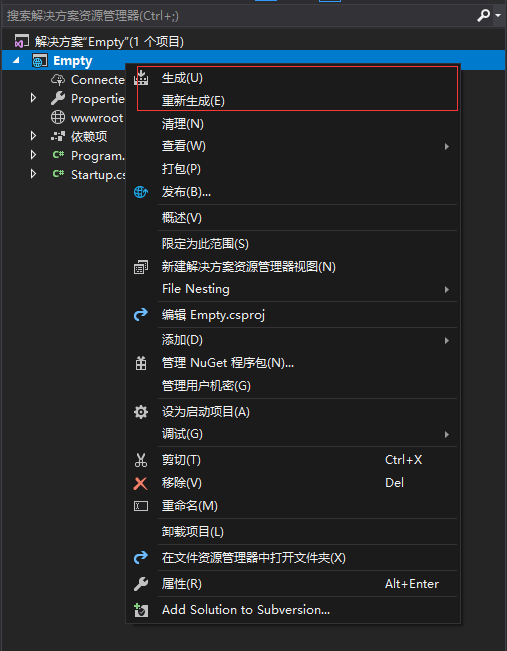 搜索解决方案资源管理器(Ctrl+;)
解决方案"Empty"(1 个项目)
Empty
Connecte
生成(U)
Propertie
重新生成(E)
wwwroot
清理(N)
依赖项
查看(W)
Program.
打包(P)
Startup.cs
发布(B)...
概述(V)
限定为此范围(S)
新建解决方案资源管理器视图(N)
File Nesting
编辑 Empty.csproj
添加(D)
管理 NuGet 程序包(N)...
管理用户机密(G)
设为启动项目(A)
调试(G)
剪切(T) Ctrl+X
移除(V) Del
重命名(M)
卸载项目(L)
在文件资源管理器中打开文件夹(X)
属性(R) Alt+Enter
Add Solution to Subversion...